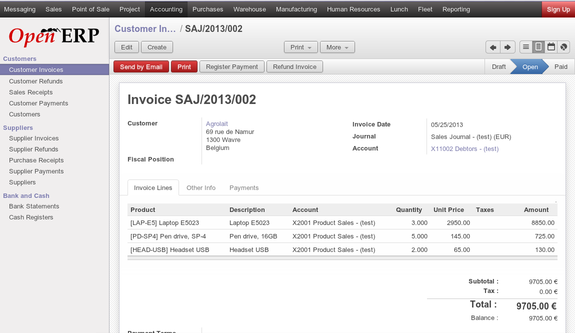 Messaging Sales Point of Sale Project Accounting Purchases Warehouse Manufacturing Human Resources Lunch Fleet Reporting Sign Up
Open ERP
Customer In... / SAJ/2013/002
Edit Create Print More
Send by Email Print Register Payment Refund Invoice Draft Open Paid
Customers
Customer Invoices
Customer Refunds
Sales Receipts
Customer Payments
Customers
Suppliers
Supplier Invoices
Supplier Refunds
Purchase Receipts
Supplier Payments
Suppliers
Bank and Cash
Bank Statements
Cash Registers
Invoice SAJ/2013/002
Customer Agrolait
69 rue de Namur
1300 Wavre
Belgium
Fiscal Position
Invoice Date 05/25/2013
Journal Sales Journal - (test) (EUR)
Account X11002 Debtors - (test)
Invoice Lines Other Info Payments
Product Description Account Quantity Unit Price Taxes Amount
[LAP-E5] Laptop E5023 Laptop E5023 X2001 Product Sales - (test) 3.000 2950.00 8850.00
[PD-SP4] Pen drive, SP-4 Pen drive, 16GB X2001 Product Sales - (test) 5.000 145.00 725.00
[HEAD-USB] Headset USB Headset USB X2001 Product Sales - (test) 2.000 65.00 130.00
Subtotal : 9705.00 €
Tax : 0.00 €
Total : 9705.00 €
Balance : 9705.00 €